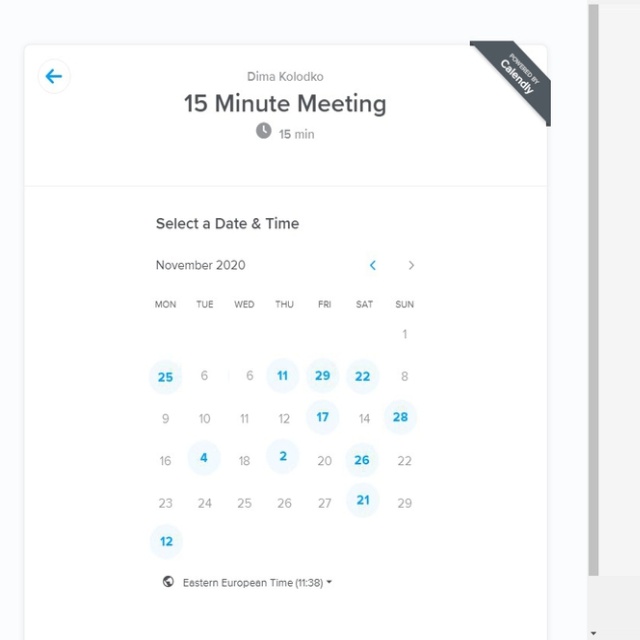 Dima Kolodko
POWERED BY
Calendly
15 Minute Meeting
15 min
Select a Date & Time
November 2020
MON TUE WED THU FRI SAT SUN
1
25 6 6 11 29 22 8
9 10 11 12 17 14 28
16 4 18 2 20 26 22
23 24 25 26 27 21 29
12
Eastern European Time (11:38)